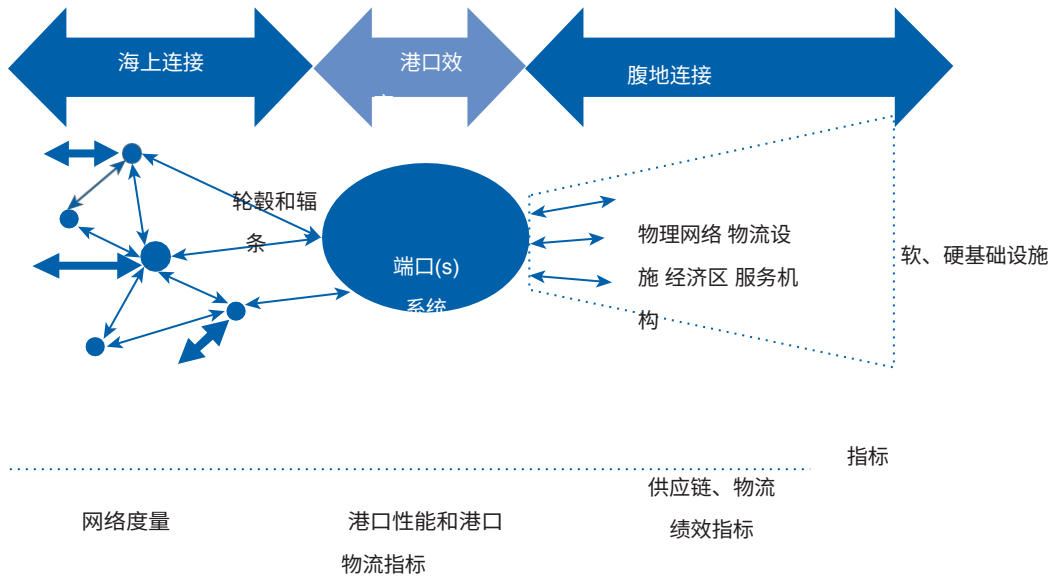 海上连接
港口效
腹地连接
轮毂和辐
条
端口(s)
系统
物理网络 物流设
施 经济区 服务机
构
软、硬基础设施
指标
网络度量
港口性能和港口
物流指标
供应链、物流
绩效指标